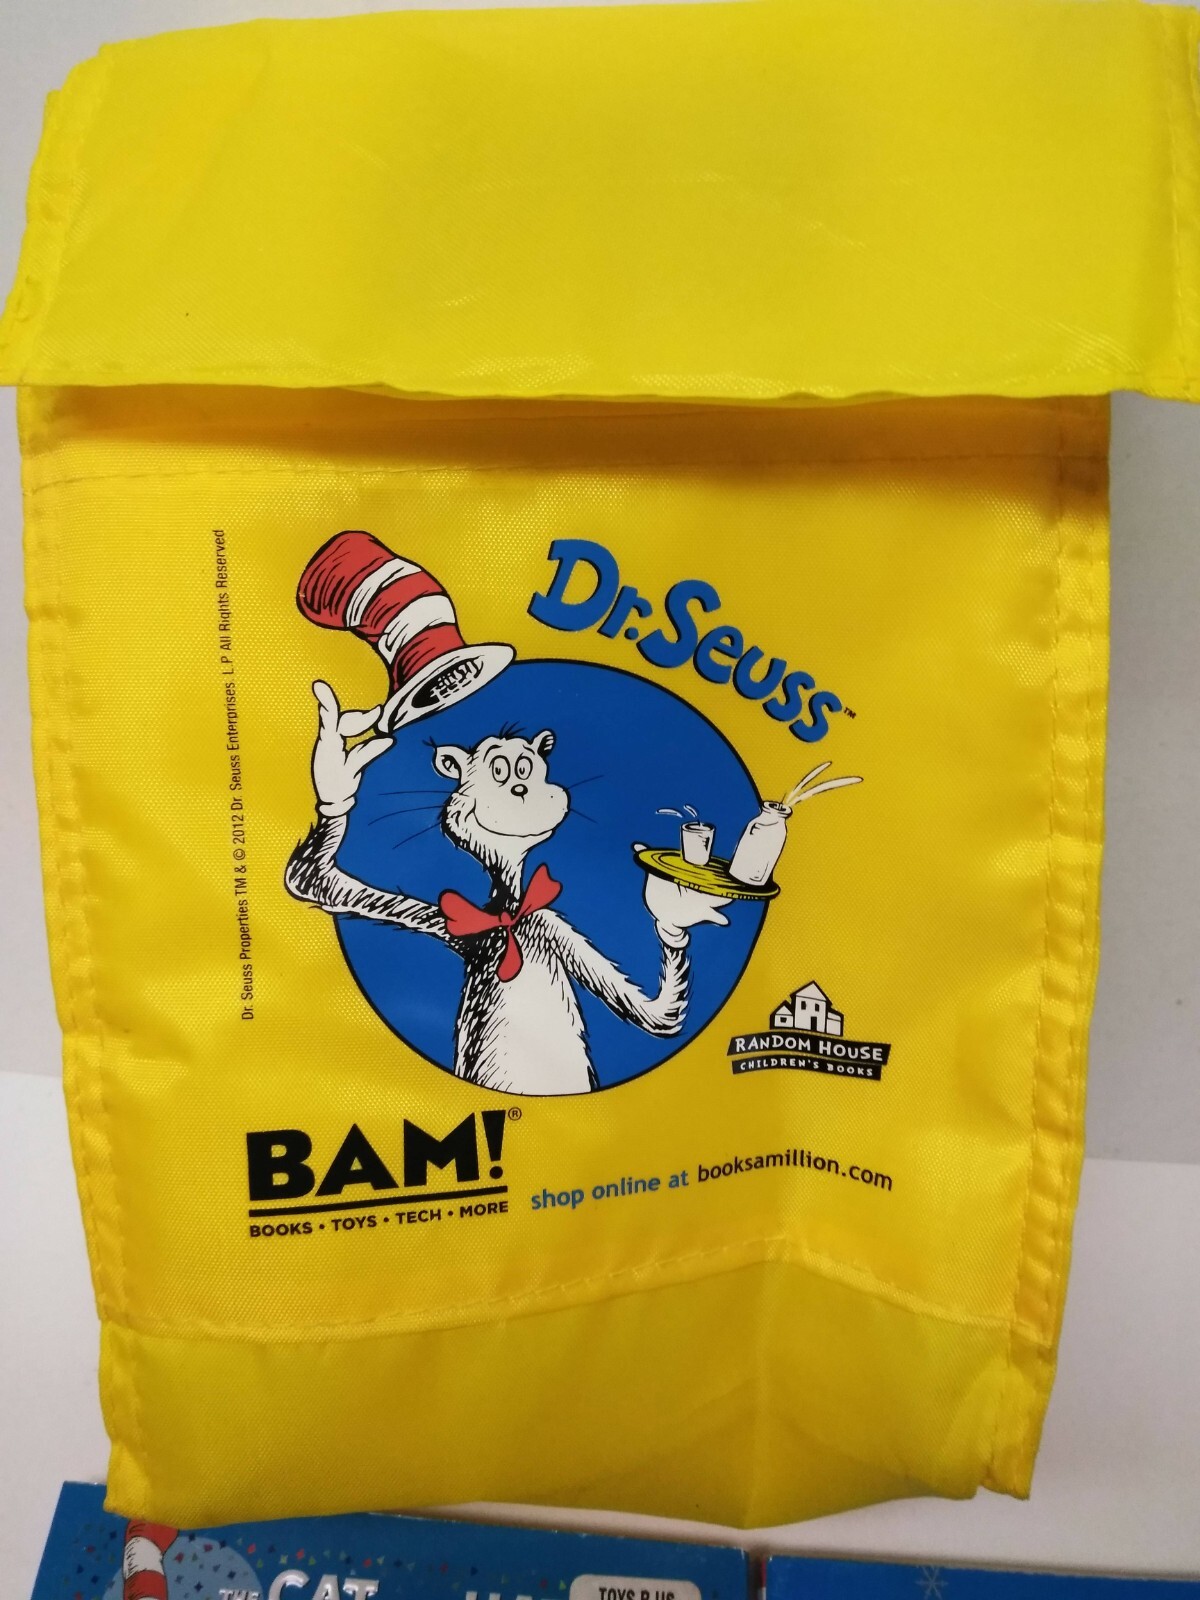 Dr. Seuss™
Dr. Seuss Properties TM & © 2012 Dr. Seuss Enterprises. L.P All Rights Reserved
RANDOM HOUSE
CHILDREN'S BOOKS
BAM!®
BOOKS • TOYS • TECH • MORE
shop online at booksamillion.com
THE CAT
TOYS R US